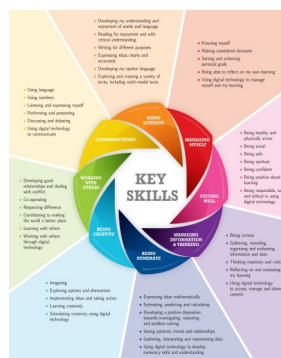 • Developing my understanding and
enjoyment of words and language
• Reading for enjoyment and with
critical understanding
• Writing for different purposes
• Expressing ideas clearly and
accurately
• Developing my spoken language
• Exploring and creating a variety of
texts, including multi-modal texts
• Knowing myself
• Making considered decisions
• Setting and achieving
personal goals
• Being able to reflect on my own learning
• Using digital technology to manage
myself and my learning
• Using language
• Using numbers
• Listening and expressing myself
• Performing and presenting
• Discussing and debating
• Using digital technology
to communicate
BEING
LITERATE
MANAGING
MYSELF
COMMUNICATING
• Being healthy and
physically active
• Being social
• Being safe
• Being spiritual
• Being confident
• Being positive about
learning
• Being responsible, sa
and ethical in using
digital technology
WORKING
WITH
OTHERS
KEY
SKILLS
STAYING
WELL
• Developing good
relationships and dealing
with conflict
• Co-operating
• Respecting difference
• Contributing to making
the world a better place
• Learning with others
• Working with others
through digital
technology
BEING
CREATIVE
BEING
NUMERATE
MANAGING
INFORMATION
& THINKING
• Being curious
• Gathering, recording,
organising and evaluating
information and data
• Thinking creatively and critic
• Reflecting on and evaluating
my learning
• Using digital technology
to access, manage and share
content
• Imagining
• Exploring options and alternatives
• Implementing ideas and taking action
• Learning creatively
• Stimulating creativity using digital
technology
• Expressing ideas mathematically
• Estimating, predicting and calculating
• Developing a positive disposition
towards investigating, reasoning
and problem-solving
• Seeing patterns, trends and relationships
• Gathering, interpreting and representing data
• Using digital technology to develop
numeracy skills and understanding